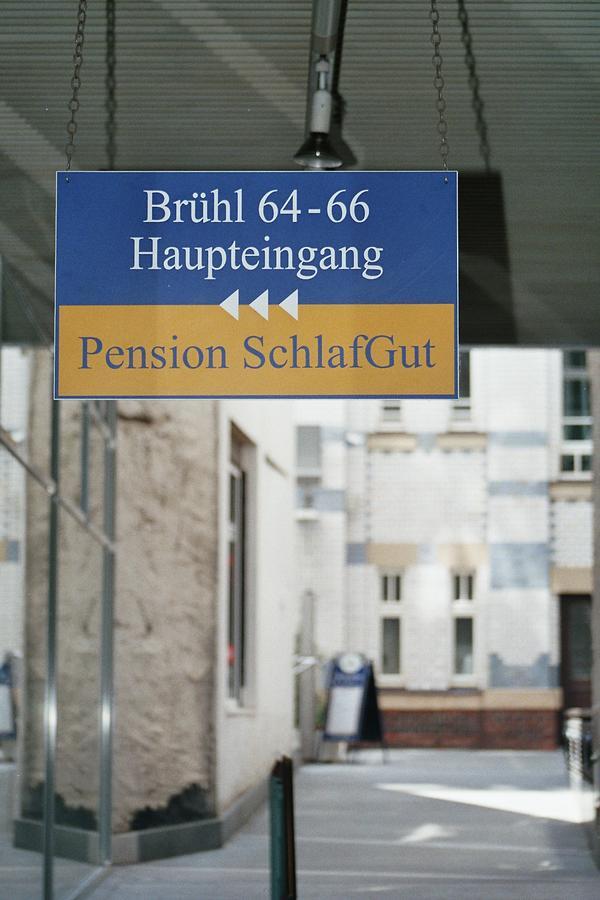 Brühl 64-66
Haupteingang
Pension SchlafGut